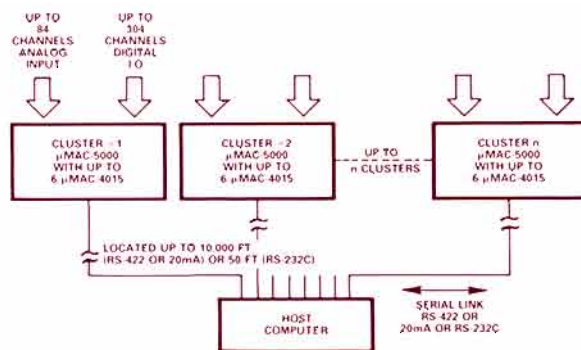 UP TO
84
CHANNELS
ANALOG
INPUT
UP TO
304
CHANNELS
DIGITAL
I O
CLUSTER #1
μMAC-5000
WITH UP TO
6 μMAC-4015
CLUSTER #2
μMAC-5000
WITH UP TO
6 μMAC-4015
UP TO
n CLUSTERS
CLUSTER n
μMAC-5000
WITH UP TO
6 μMAC-4015
LOCATED UP TO 10,000 FT
(RS-422 OR 20mA) OR 50 FT (RS-232C)
HOST
COMPUTER
SERIAL LINK
RS-422 OR
20mA OR RS-232C